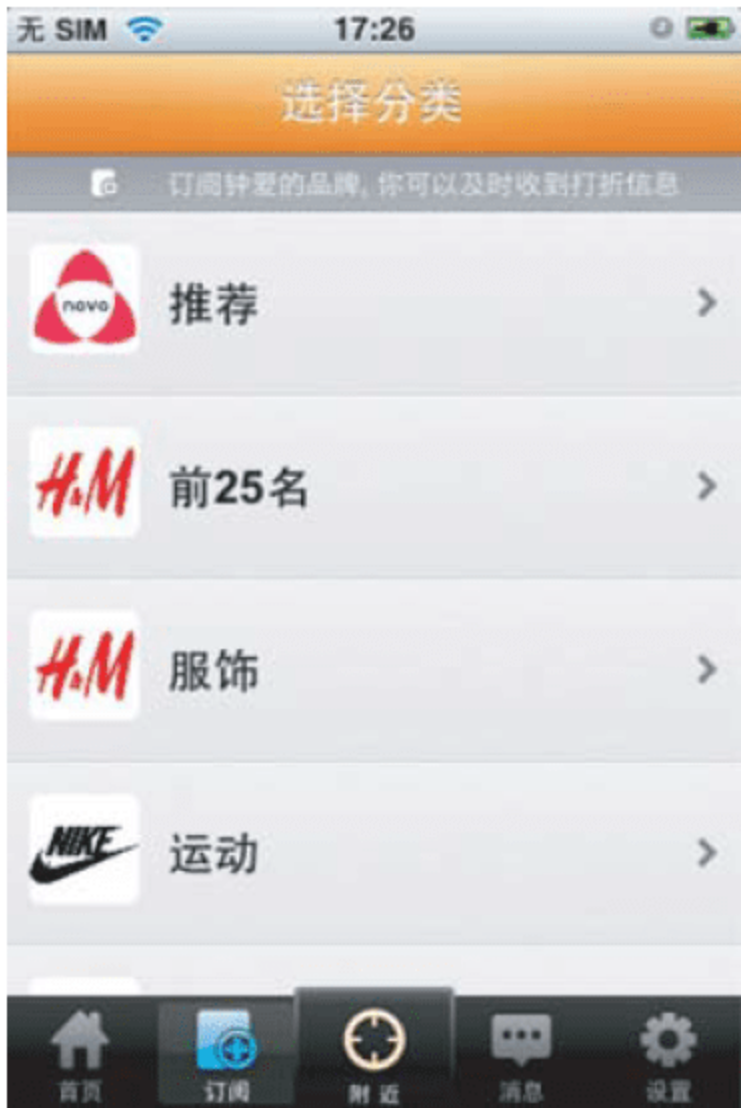 无 SIM 17:26
选择分类
订阅钟爱的品牌, 你可以及时收到打折信息
novo
推荐
H&M
前25名
H&M
服饰
NIKE
运动
首页 订阅 附近 消息 设置